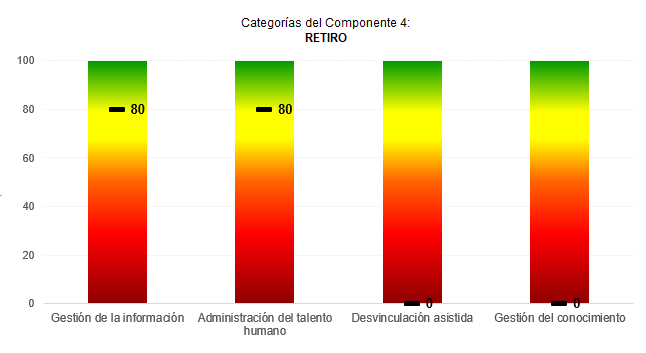 Categorías del Componente 4:
RETIRO
100
80
60
40
20
0
80
80
0
0
Gestión de la información
Administración del talento
humano
Desvinculación asistida
Gestión del conocimiento